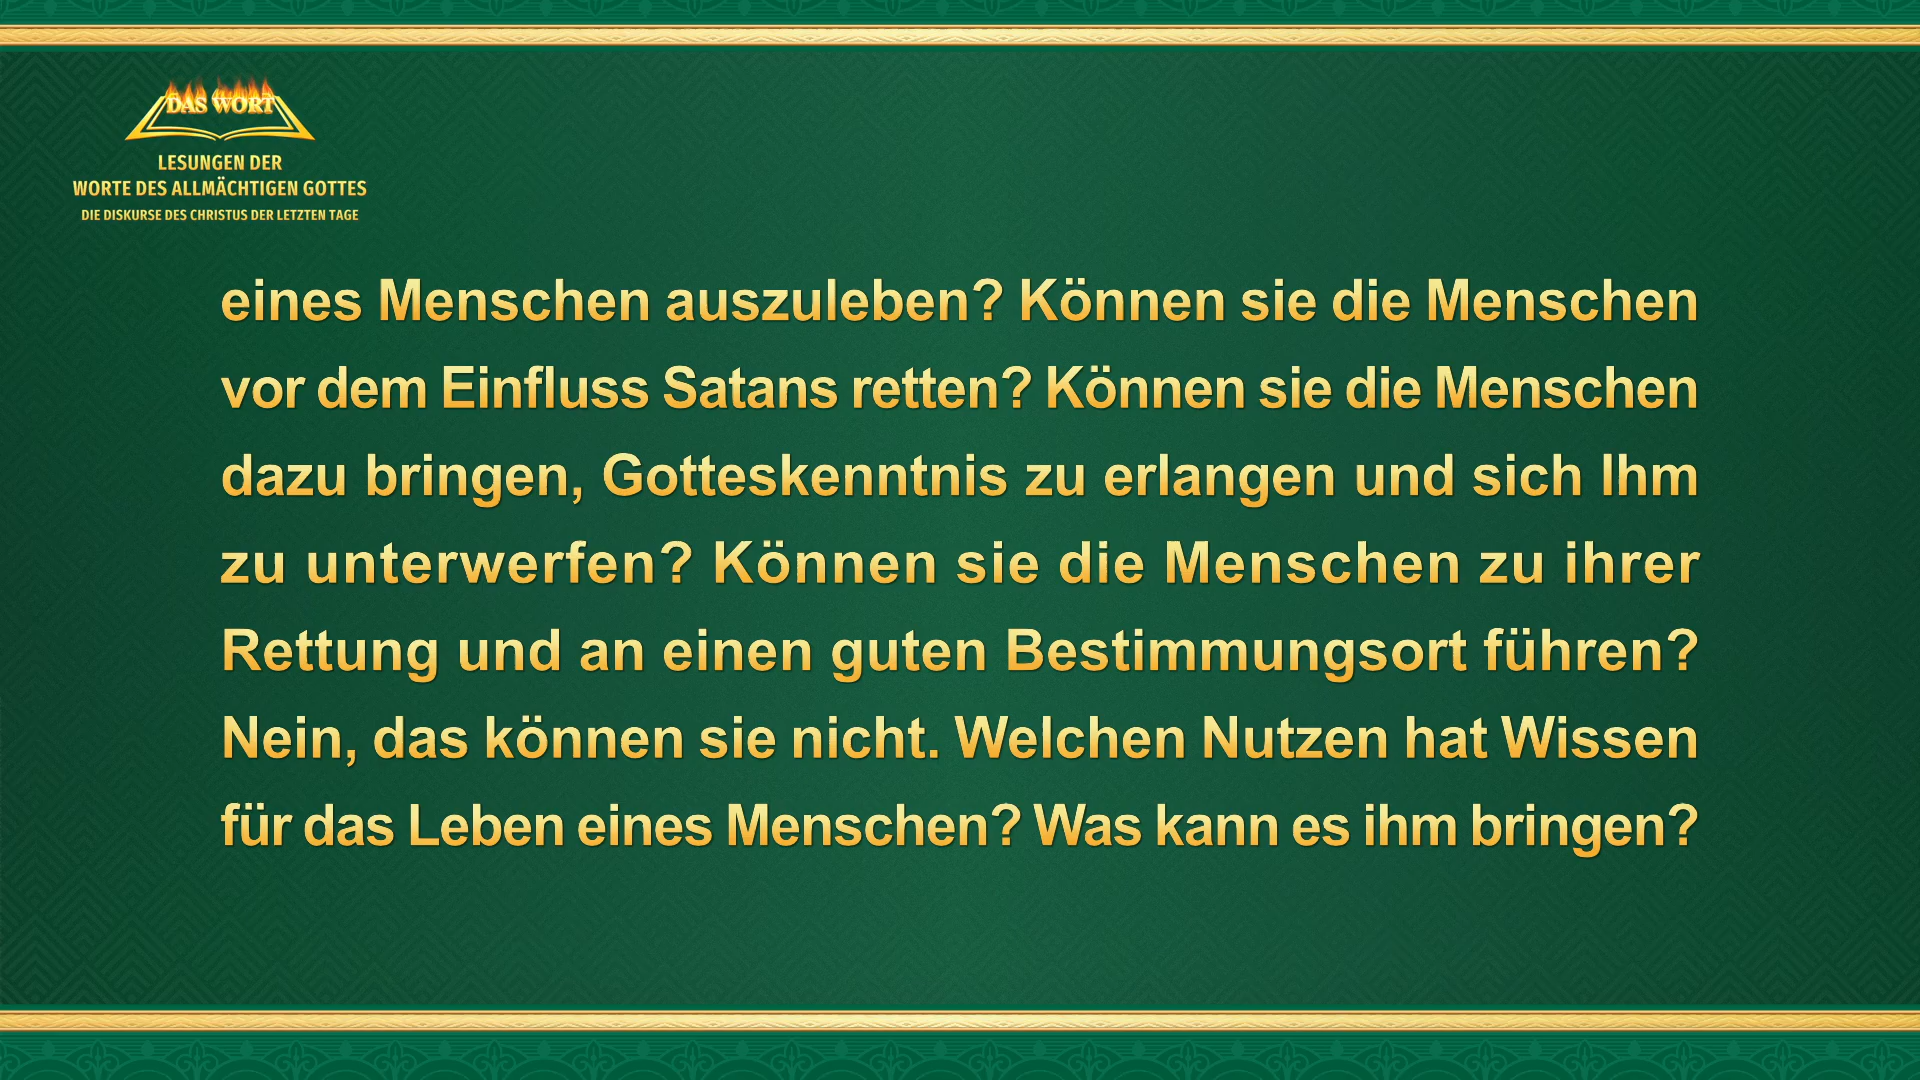 DAS WORT
LESUNGEN DER
WORTE DES ALLMÄCHTIGEN GOTTES
DIE DISKURSE DES CHRISTUS DER LETZTEN TAGE
eines Menschen auszuleben? Können sie die Menschen
vor dem Einfluss Satans retten? Können sie die Menschen
dazu bringen, Gotteskenntnis zu erlangen und sich Ihm
zu unterwerfen? Können sie die Menschen zu ihrer
Rettung und an einen guten Bestimmungsort führen?
Nein, das können sie nicht. Welchen Nutzen hat Wissen
für das Leben eines Menschen? Was kann es ihm bringen?